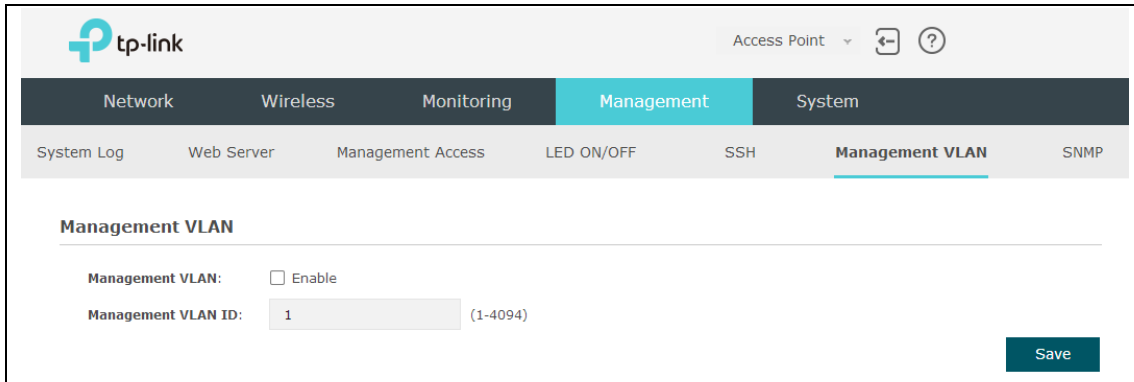 tp-link
Access Point
Network Wireless Monitoring Management System
System Log Web Server Management Access LED ON/OFF SSH Management VLAN SNMP
Management VLAN
Management VLAN: Enable
Management VLAN ID: 1 (1-4094)
Save